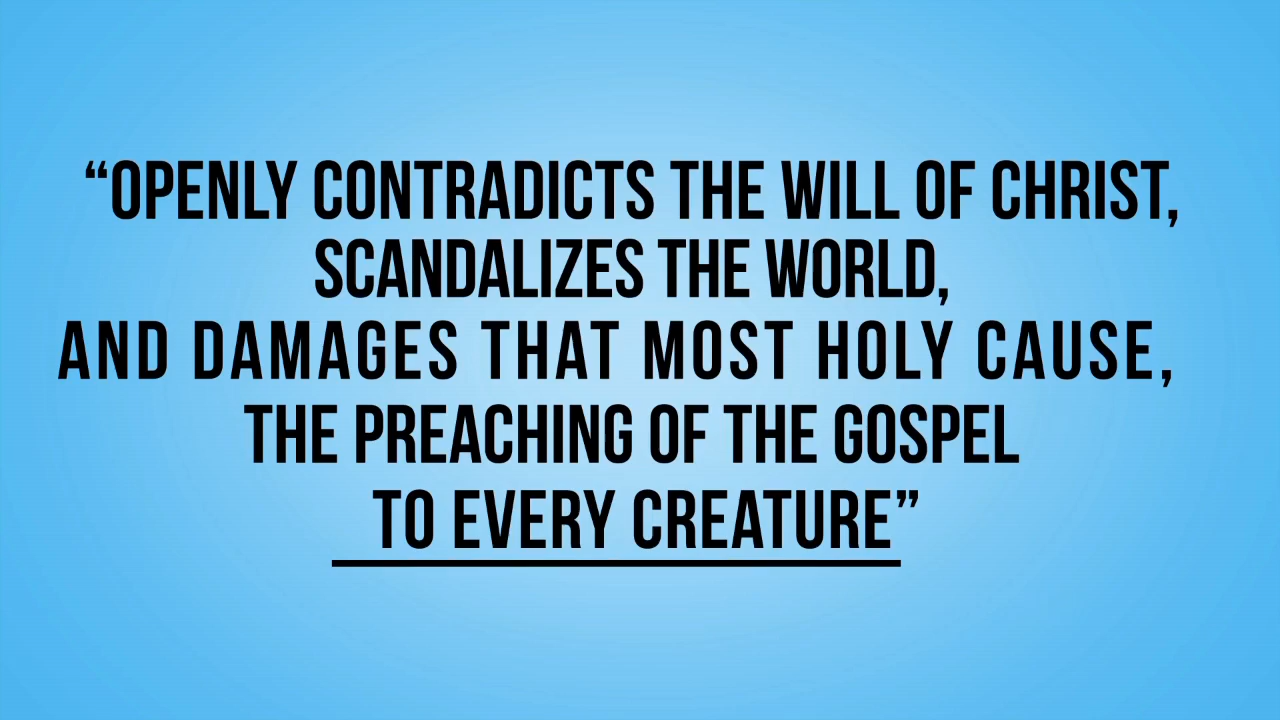 “OPENLY CONTRADICTS THE WILL OF CHRIST,
SCANDALIZES THE WORLD,
AND DAMAGES THAT MOST HOLY CAUSE,
THE PREACHING OF THE GOSPEL
TO EVERY CREATURE”